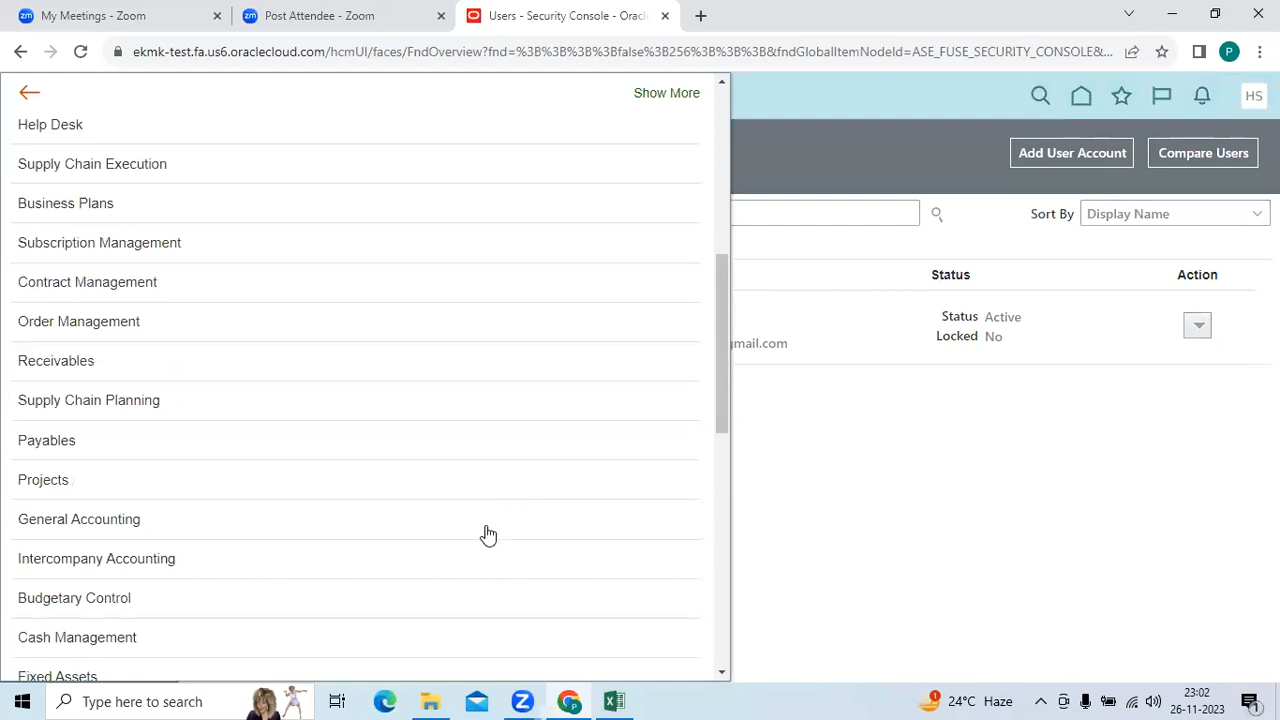 My Meetings - Zoom
Post Attendee - Zoom
Users - Security Console - Orac
ekmk-test.fa.us6.oraclecloud.com/hcmUI/faces/FndOverview?fnd=%3B%3B%3B%3Bfalse%3B256%3B%3B%3B&fndGlobalItemNodeId=ASE_FUSE_SECURITY_CONSOLE&...
P
Show More
HS
Help Desk
Supply Chain Execution
Add User Account
Compare Users
Business Plans
Sort By
Display Name
Subscription Management
Contract Management
Status
Action
Order Management
Status Active
Locked No
gmail.com
Receivables
Supply Chain Planning
Payables
Projects
General Accounting
Intercompany Accounting
Budgetary Control
Cash Management
Fixed Assets
Type here to search
1
24°C Haze
23:02
26-11-2023
1